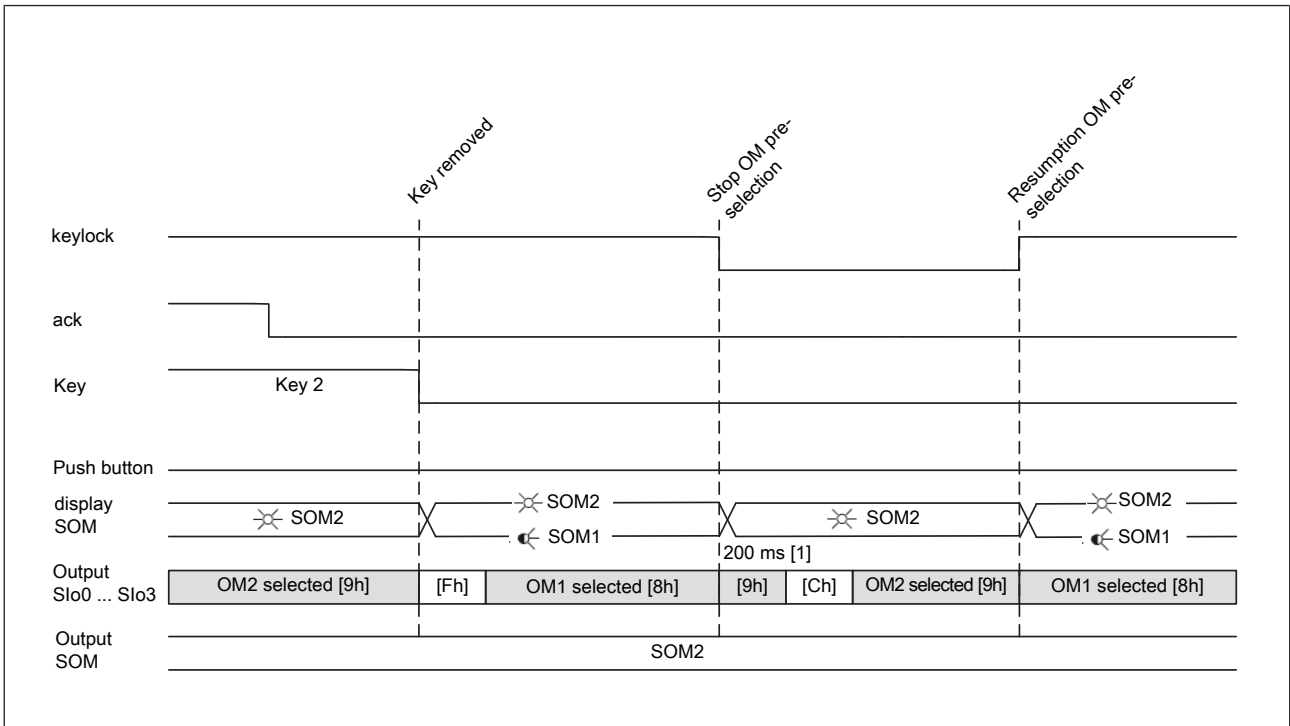 Key removed
Stop OM pre-
selection
Resumption OM pre-
selection
keylock
ack
Key
Key 2
Push button
display
SOM
SOM2
SOM2
SOM1
SOM2
SOM2
SOM1
200 ms [1]
Output
SIo0 ... SIo3
OM2 selected [9h]
[Fh]
OM1 selected [8h]
[9h]
[Ch]
OM2 selected [9h]
OM1 selected [8h]
Output
SOM
SOM2